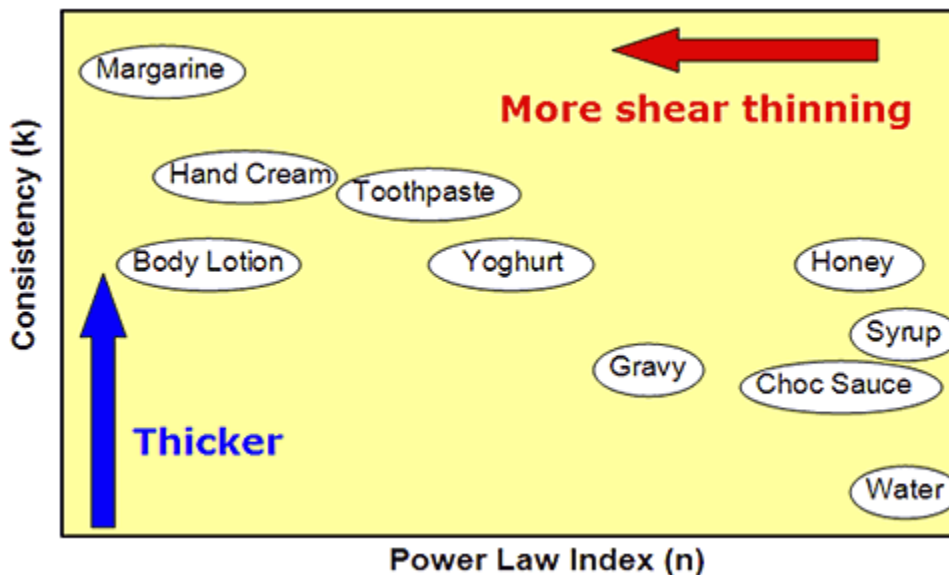 Margarine
More shear thinning
Hand Cream
Toothpaste
Body Lotion
Yoghurt
Honey
Syrup
Gravy
Choc Sauce
Thicker
Water
Consistency (k)
Power Law Index (n)